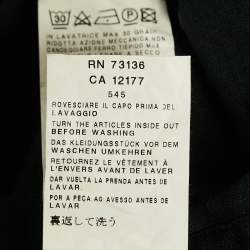 30
IN LAVATRICE MAX 30 GRADI
RIDOTTA AZIONE MECCANICA NON
CANDEGGIARE FERRO TIEPIDO MAX
RN 73136
CA 12177
545
ROVESCIARE IL CAPO PRIMA DEL
LAVAGGIO
TURN THE ARTICLES INSIDE OUT
BEFORE WASHING
DAS KLEIDUNGSSTÜCK VOR DEM
WASCHEN UMKEHREN
RETOURNEZ LE VÊTEMENT À
L'ENVERS AVANT DE LAVER
DAR VUELTA LA PRENDA ANTES DE
LAVAR
POR A PEÇA AO AVESSO ANTES DE
LAVAR
裏返して洗う